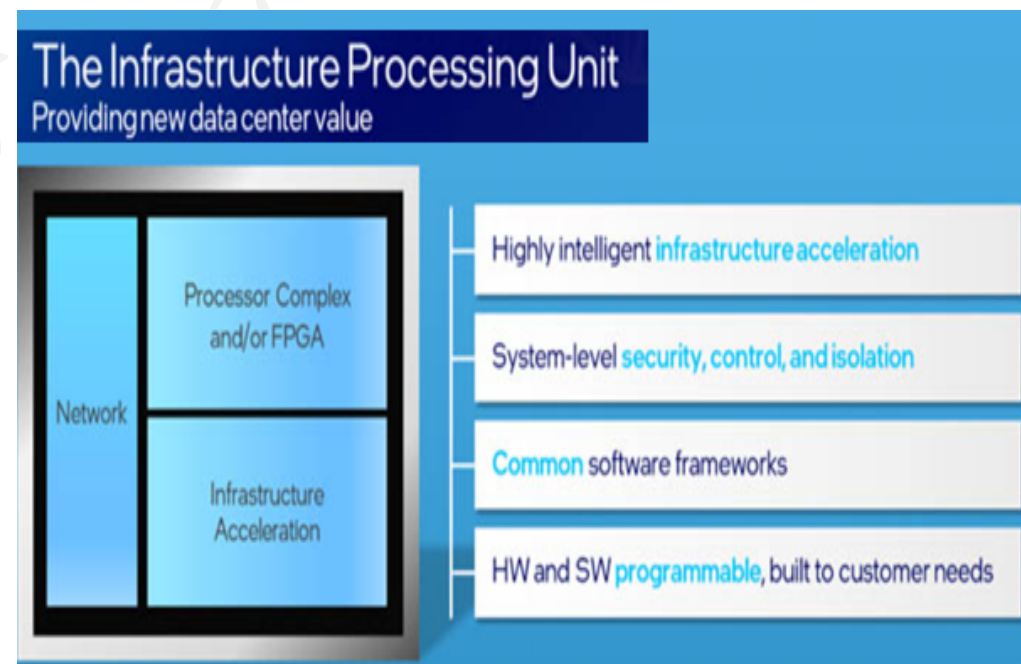 The Infrastructure Processing Unit
Providing new data center value
Network
Processor Complex
and/or FPGA
Infrastructure
Acceleration
Highly intelligent infrastructure acceleration
System-level security, control, and isolation
Common software frameworks
HW and SW programmable, built to customer needs